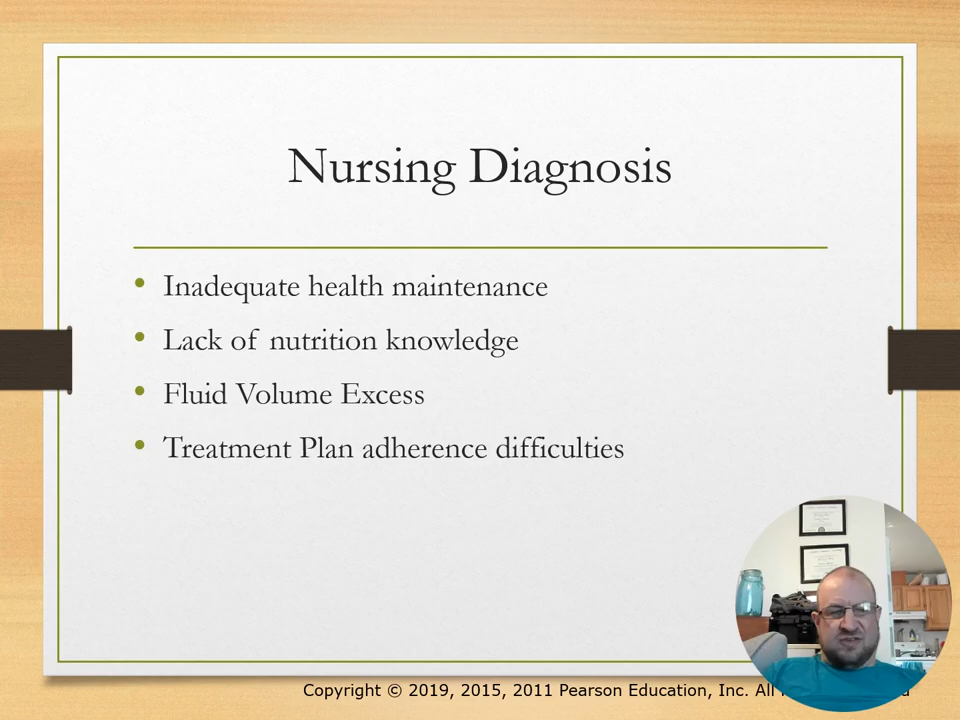 Nursing Diagnosis
Inadequate health maintenance
Lack of nutrition knowledge
Fluid Volume Excess
Treatment Plan adherence difficulties
Copyright © 2019, 2015, 2011 Pearson Education, Inc. All